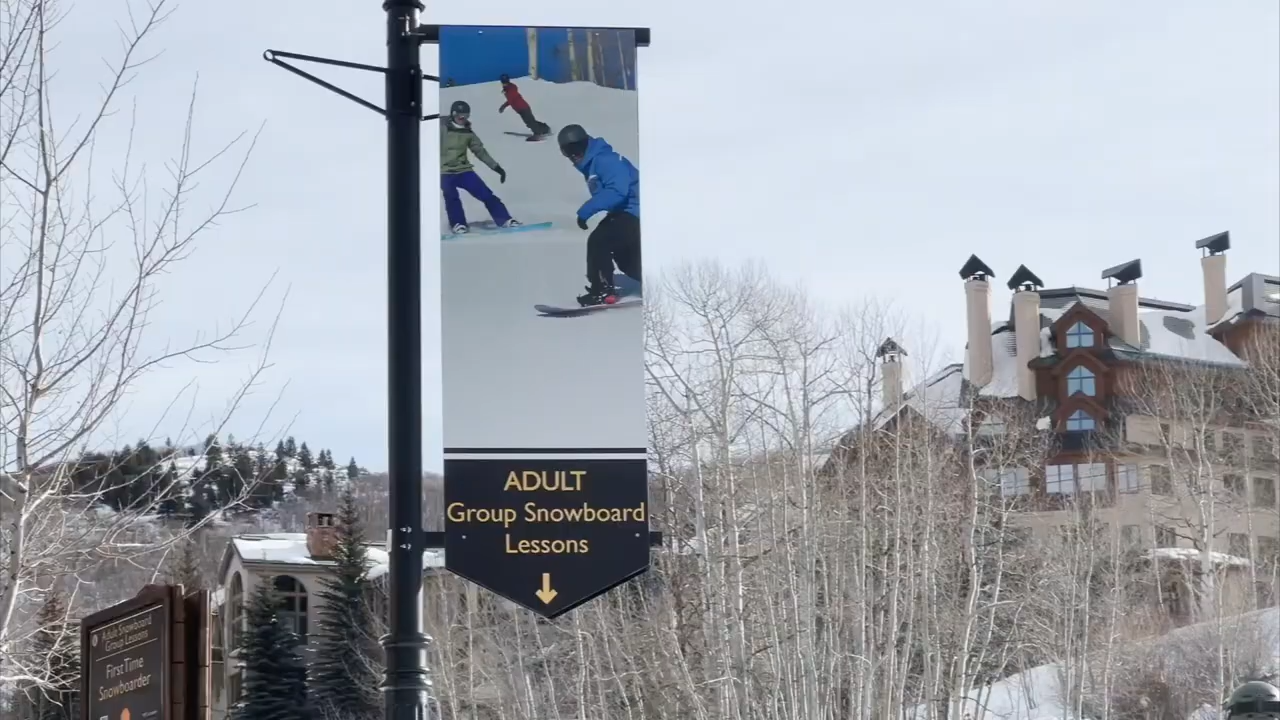 ADULT
Group Snowboard
Lessons
Adult Snowboard
Group Lessons
First Time
Snowboarder